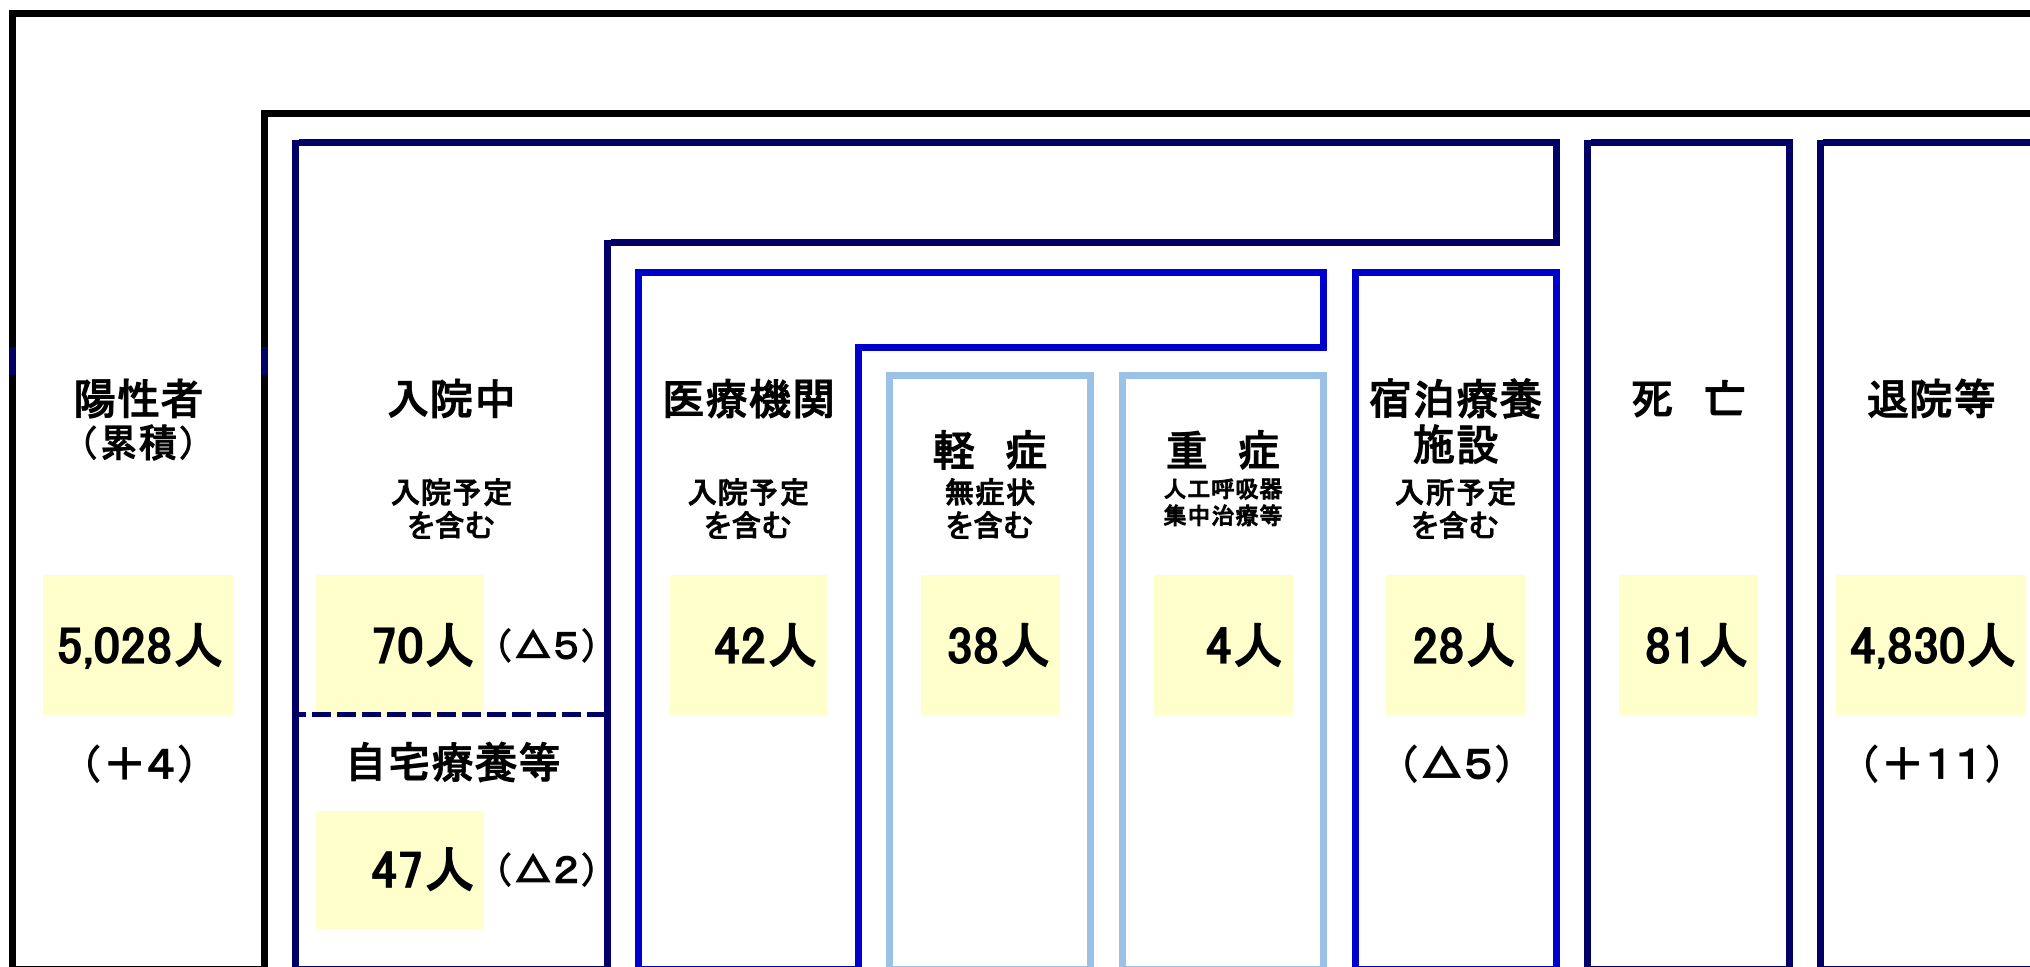 陽性者
（累積）
5,028人
（＋4）
入院中
入院予定
を含む
70人（△5）
自宅療養等
47人（△2）
医療機関
入院予定
を含む
42人
軽　症
無症状
を含む
38人
重　症
人工呼吸器
集中治療等
4人
宿泊療養
施設
入所予定
を含む
28人
（△5）
死　亡
81人
退院等
4,830人
（＋11）